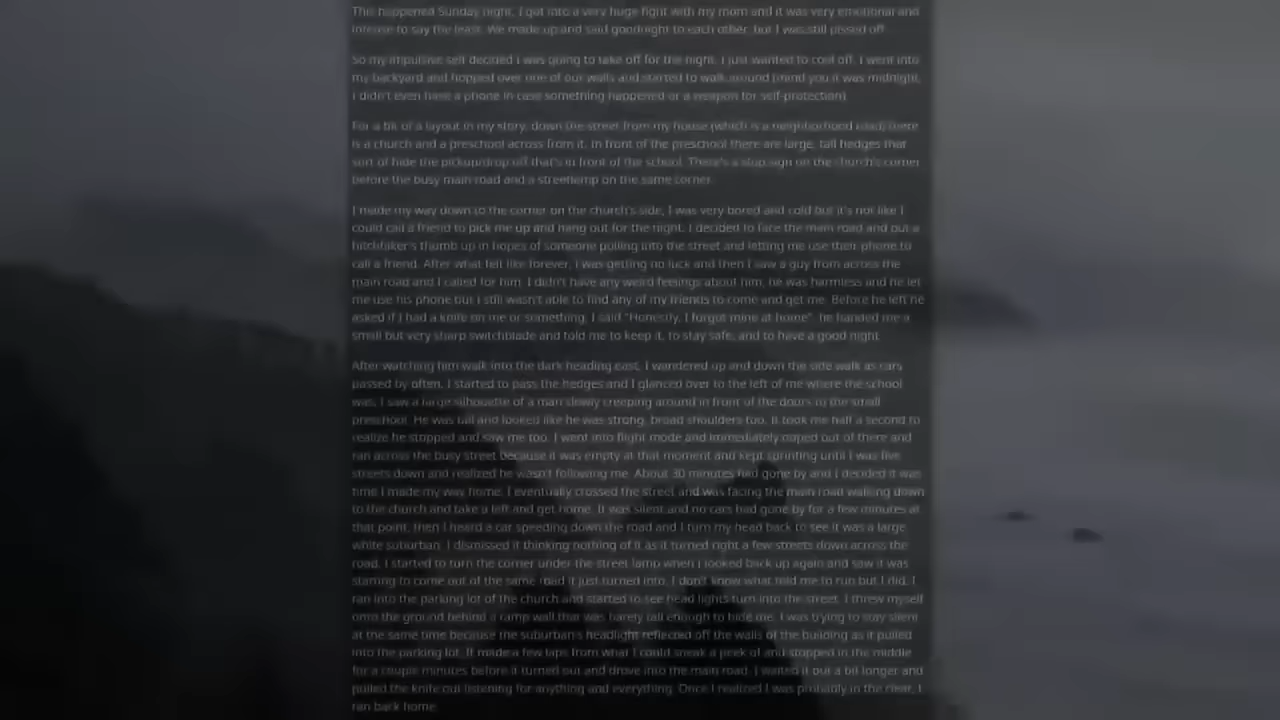 This happened Sunday night. I got into a very huge fight with my mom and it was very emotional and
intense to say the least. We made up and said goodnight to each other, but I was still pissed off
So my impulsive self decided I was going to take off for the night. I just wanted to cool off. I went into
my backyard and hopped over one of our walls and started to walk around (mind you it was midnight,
I didn't even have a phone in case something happened or a weapon for self-protection)
For a bit of a layout in my story, down the street from my house (which is a neighborhood road) there
is a church and a preschool across from it. In front of the preschool there are large, tall hedges that
sort of hide the pickup/drop off that's in front of the school. There's a stop sign on the church's corner
before the busy main road and a streetlamp on the same corner.
I made my way down to the corner on the church's side, I was very bored and cold but it's not like I
could call a friend to pick me up and hang out for the night. I decided to face the main road and put a
hitchhiker's thumb up in hopes of someone pulling into the street and letting me use their phone to
call a friend. After what felt like forever, I was getting no luck and then I saw a guy from across the
main road and I called for him. I didn't have any weird feelings about him, he was harmless and he let
me use his phone but I still wasn't able to find any of my friends to come and get me. Before he left he
asked if I had a knife on me or something, I said "Honestly, I forgot mine at home", he handed me a
small but very sharp switchblade and told me to keep it, to stay safe, and to have a good night.
After watching him walk into the dark heading east, I wandered up and down the side walk as cars
passed by often. I started to pass the hedges and I glanced over to the left of me where the school
was, I saw a large silhouette of a man slowly creeping around in front of the doors to the small
preschool. He was tall and looked like he was strong, broad shoulders too. It took me half a second to
realize he stopped and saw me too. I went into flight mode and immediately noped out of there and
ran across the busy street because it was empty at that moment and kept sprinting until I was five
streets down and realized he wasn't following me. About 30 minutes had gone by and I decided it was
time I made my way home. I eventually crossed the street and was facing the main road walking down
to the church and take a left and get home. It was silent and no cars had gone by for a few minutes at
that point, then I heard a car speeding down the road and I turn my head back to see it was a large
white suburban. I dismissed it thinking nothing of it as it turned right a few streets down across the
road. I started to turn the corner under the street lamp when I looked back up again and saw it was
starting to come out of the same road it just turned into. I don't know what told me to run but I did. I
ran into the parking lot of the church and started to see head lights turn into the street. I threw myself
onto the ground behind a ramp wall that was barely tall enough to hide me. I was trying to stay silent
at the same time because the suburban's headlight reflected off the walls of the building as it pulled
into the parking lot. It made a few laps from what I could sneak a peek of and stopped in the middle
for a couple minutes before it turned out and drove into the main road. I waited it out a bit longer and
pulled the knife out listening for anything and everything. Once I realized I was probably in the clear, I
ran back home